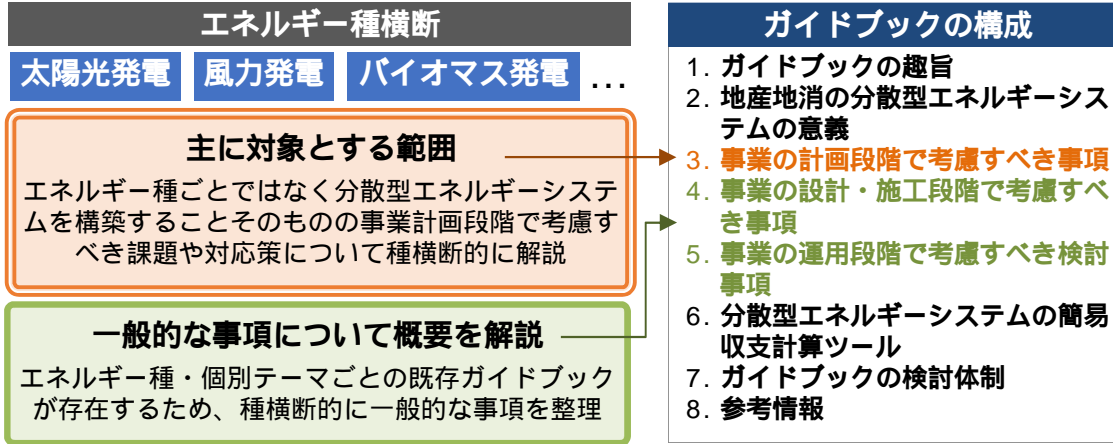 エネルギー種横断
太陽光発電 風力発電 バイオマス発電 …
主に対象とする範囲
エネルギー種ごとではなく分散型エネルギーシステ
ムを構築することそのものの事業計画段階で考慮す
べき課題や対応策について種横断的に解説
一般的な事項について概要を解説
エネルギー種・個別テーマごとの既存ガイドブック
が存在するため、種横断的に一般的な事項を整理
ガイドブックの構成
1. ガイドブックの趣旨
2. 地産地消の分散型エネルギーシス
テムの意義
3. 事業の計画段階で考慮すべき事項
4. 事業の設計・施工段階で考慮すべ
き事項
5. 事業の運用段階で考慮すべき検討
事項
6. 分散型エネルギーシステムの簡易
収支計算ツール
7. ガイドブックの検討体制
8. 参考情報